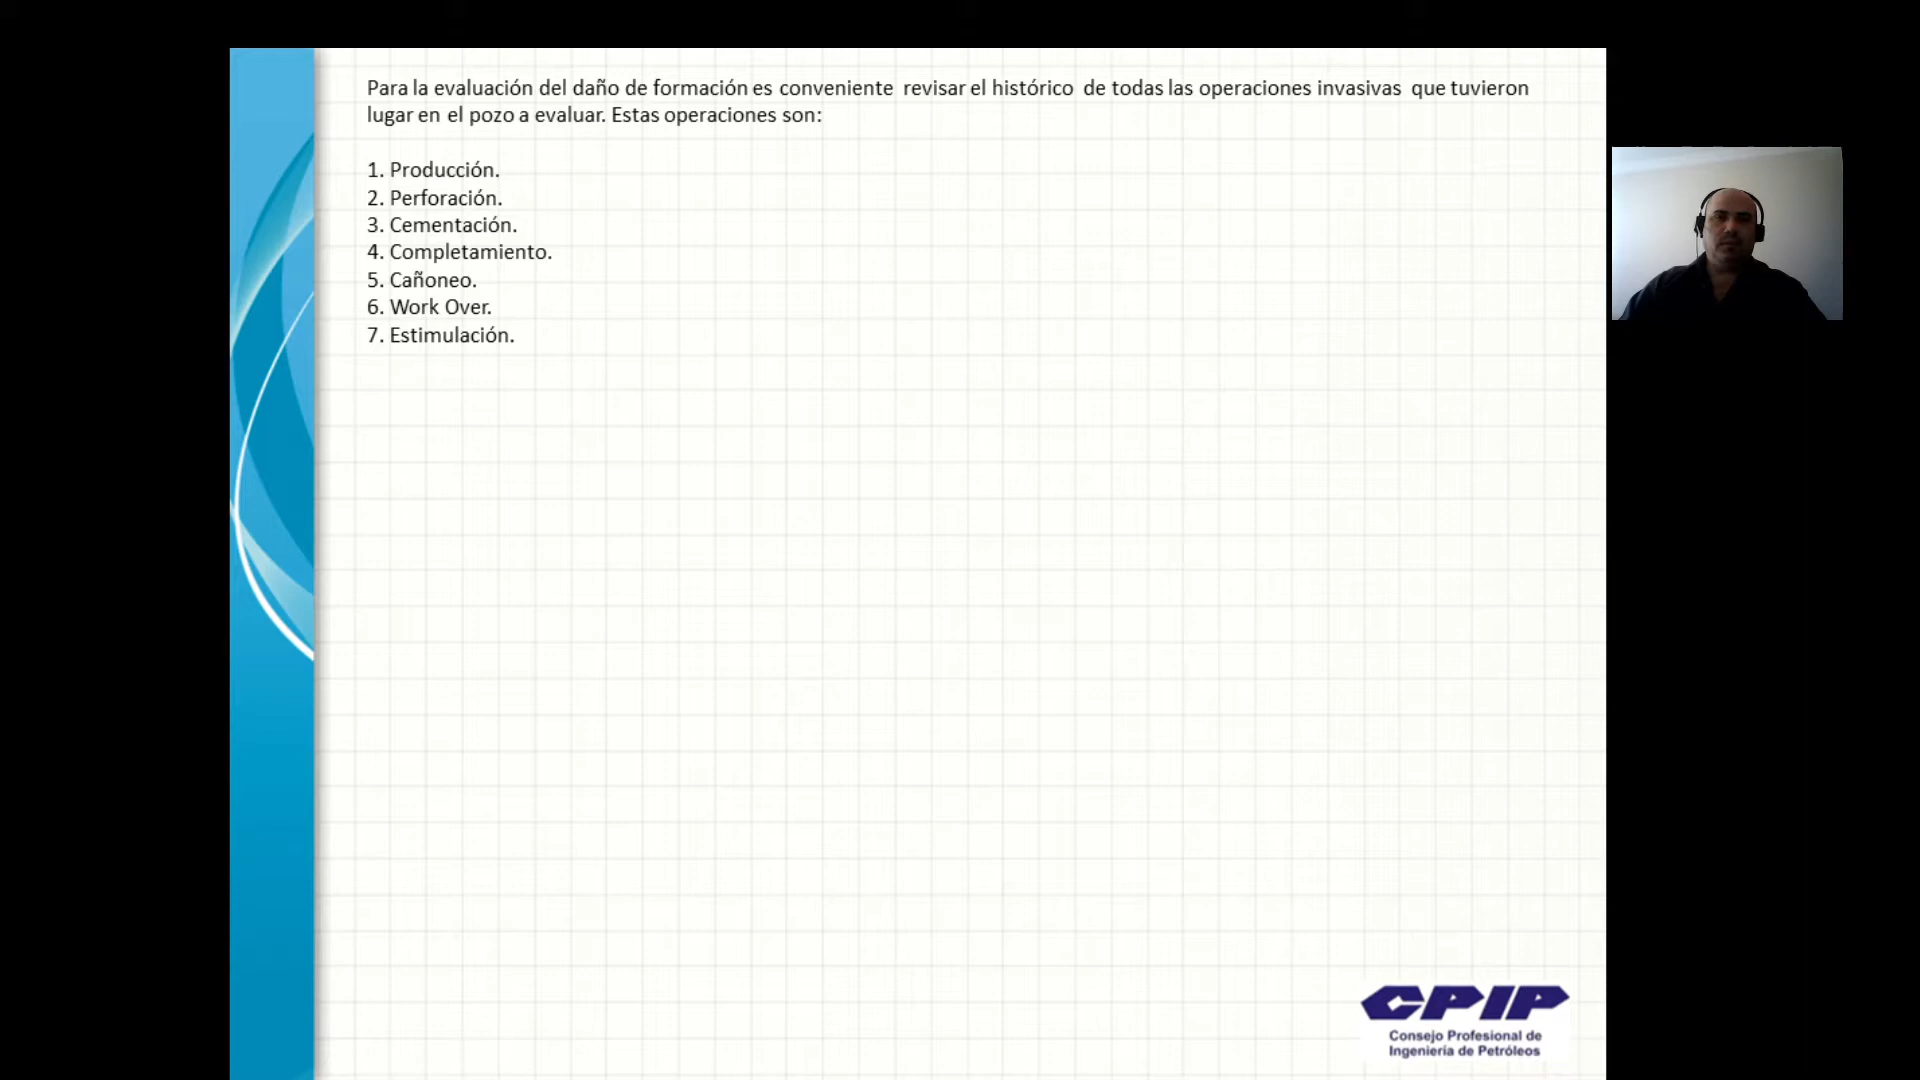 Para la evaluación del daño de formación es conveniente revisar el histórico de todas las operaciones invasivas que tuvieron
lugar en el pozo a evaluar. Estas operaciones son:
1. Producción.
2. Perforación.
3. Cementación.
4. Completamiento.
5. Cañoneo.
6. Work Over.
7. Estimulación.
CPIP
Consejo Profesional de
Ingeniería de Petróleos